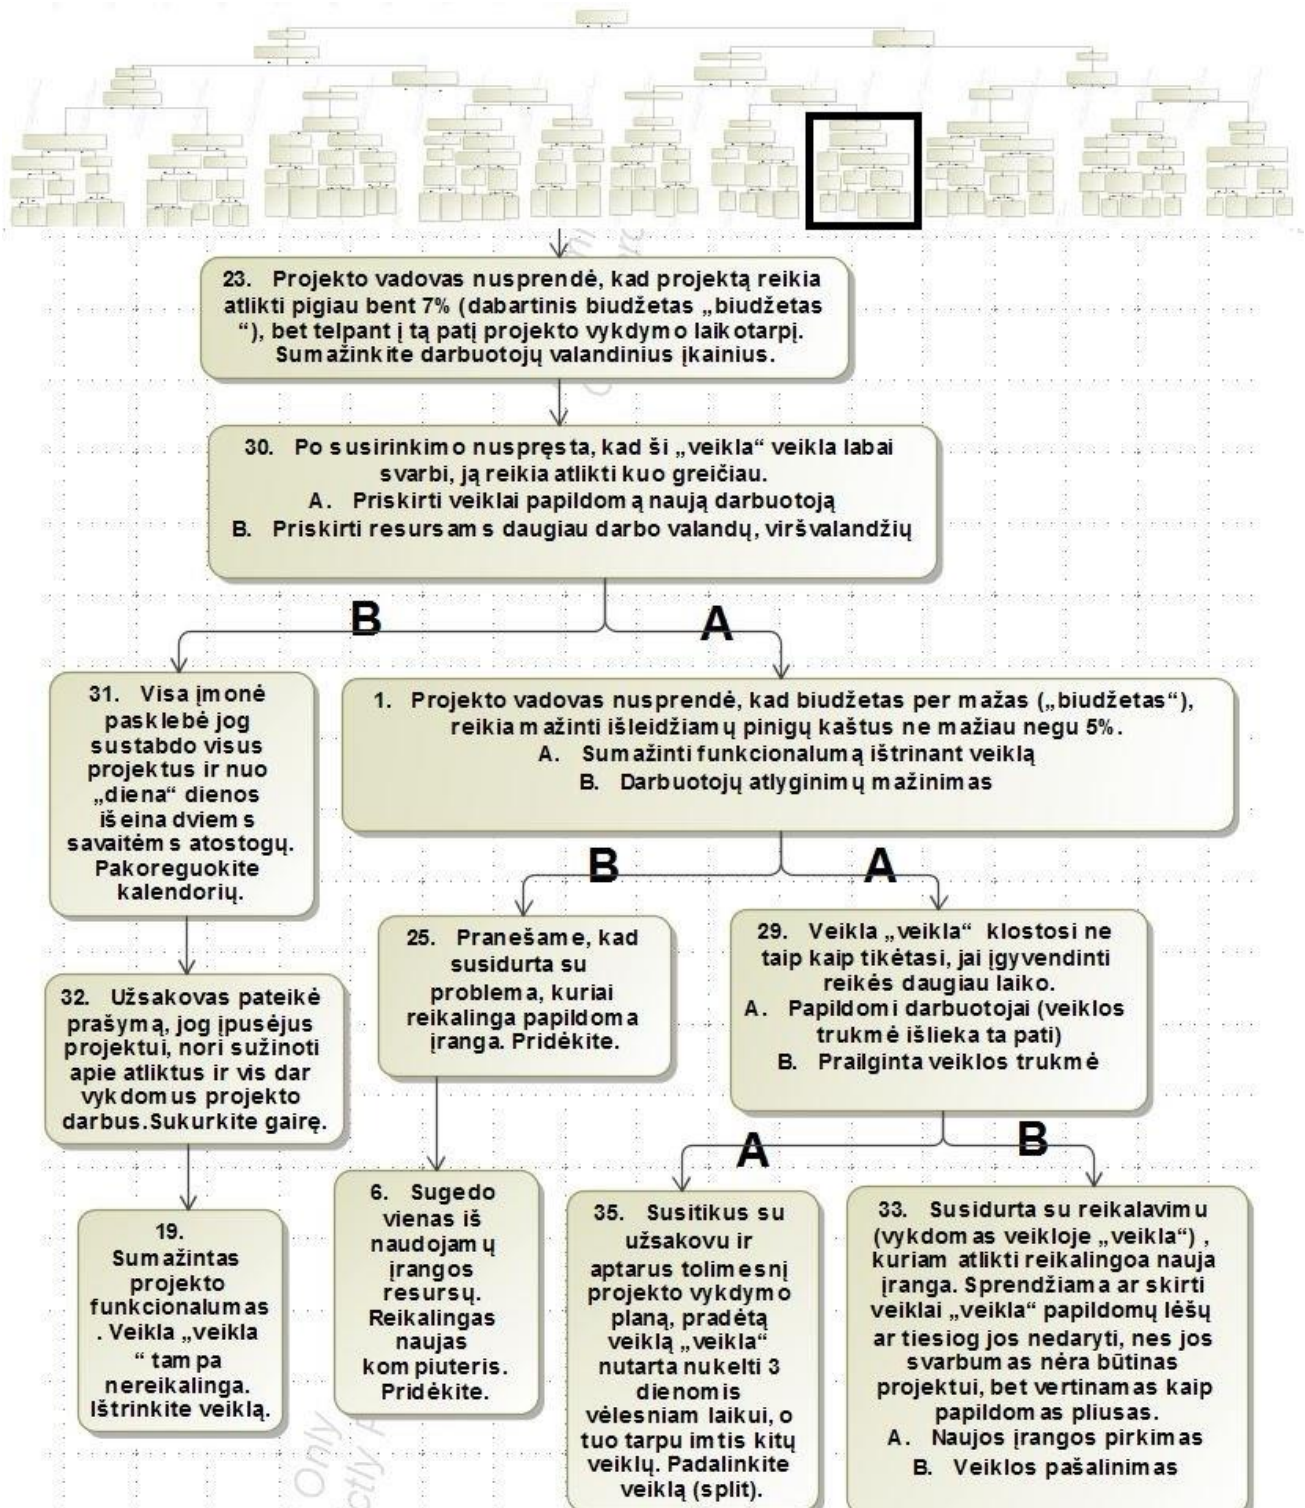 23. Projekto vadovas nusprendė, kad projektą reikia
atlikti pigiau bent 7% (dabartinis biudžetas „biudžetas
“), bet telpant į tą patį projekto vykdymo laikotarpį.
Sumažinkite darbuotojų valandinius įkainius.
30. Po susirinkimo nuspręsta, kad ši „veikla“ veikla labai
svarbi, ją reikia atlikti kuo greičiau.
A. Priskirti veiklai papildomą naują darbuotoją
B. Priskirti resursams daugiau darbo valandų, viršvalandžių
B
A
31. Visa įmonė
pasklebė jog
sustabdo visus
projektus ir nuo
„diena“ dienos
išeina dviems
savaitėms atostogų.
Pakoreguokite
kalendorių.
1. Projekto vadovas nusprendė, kad biudžetas per mažas („biudžetas“),
reikia mažinti išleidžiamų pinigų kaštus ne mažiau negu 5%.
A. Sumažinti funkcionalumą ištrinant veiklą
B. Darbuotojų atlyginimų mažinimas
B
A
25. Pranešame, kad
susidurta su
problema, kuriai
reikalinga papildoma
įranga. Pridėkite.
29. Veikla „veikla“ klostosi ne
taip kaip tikėtasi, jai įgyvendinti
reikės daugiau laiko.
A. Papildomi darbuotojai (veiklos
trukmė išlieka ta pati)
B. Prailginta veiklos trukmė
32. Užsakovas pateikė
prašymą, jog įpusėjus
projektui, nori sužinoti
apie atliktus ir vis dar
vykdomus projekto
darbus.Sukurkite gairę.
A
B
19.
Sumažintas
projekto
funkcionalumas
. Veikla „veikla
“ tampa
nereikalinga.
Ištrinkite veiklą.
6. Sugedo
vienas iš
naudojamų
įrangos
resursų.
Reikalingas
naujas
kompiuteris.
Pridėkite.
35. Susitikus su
užsakovu ir
aptarus tolimesnį
projekto vykdymo
planą, pradėtą
veiklą „veikla“
nutarta nukelti 3
dienomis
vėlesniam laikui, o
tuo tarpu imtis kitų
veiklų. Padalinkite
veiklą (split).
33. Susidurta su reikalavimu
(vykdomas veikloje „veikla“) ,
kuriam atlikti reikalingoa nauja
įranga. Sprendžiama ar skirti
veiklai „veikla“ papildomų lėšų
ar tiesiog jos nedaryti, nes jos
svarbumas nėra būtinas
projektui, bet vertinamas kaip
papildomas pliusas.
A. Naujos įrangos pirkimas
B. Veiklos pašalinimas
Only